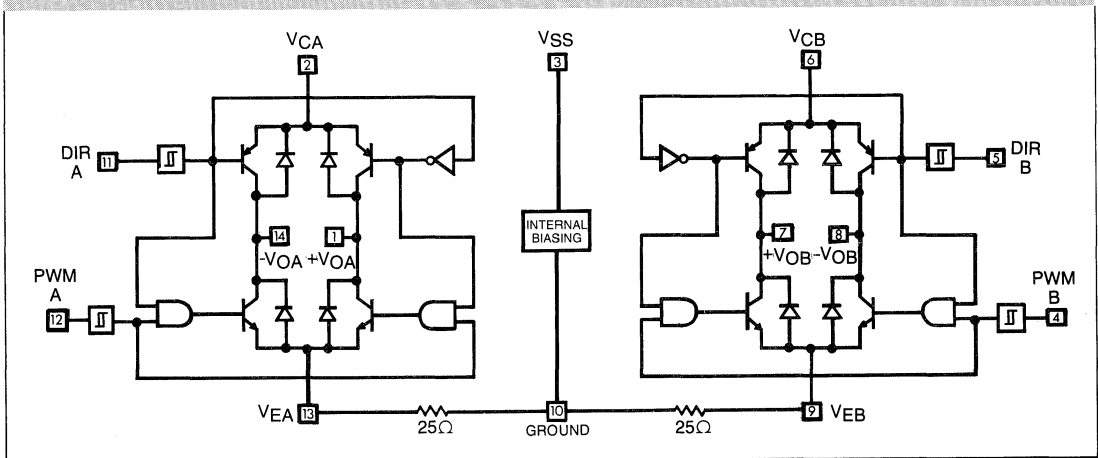 VCA
2
VSS
3
VCB
6
DIR
A
11
5
DIR
B
INTERNAL
BIASING
14
1
-VOA +VOA
7
8
+VOB -VOB
PWM
A
12
PWM
B
4
VEA
13
25Ω
10
GROUND
25Ω
9
VEB